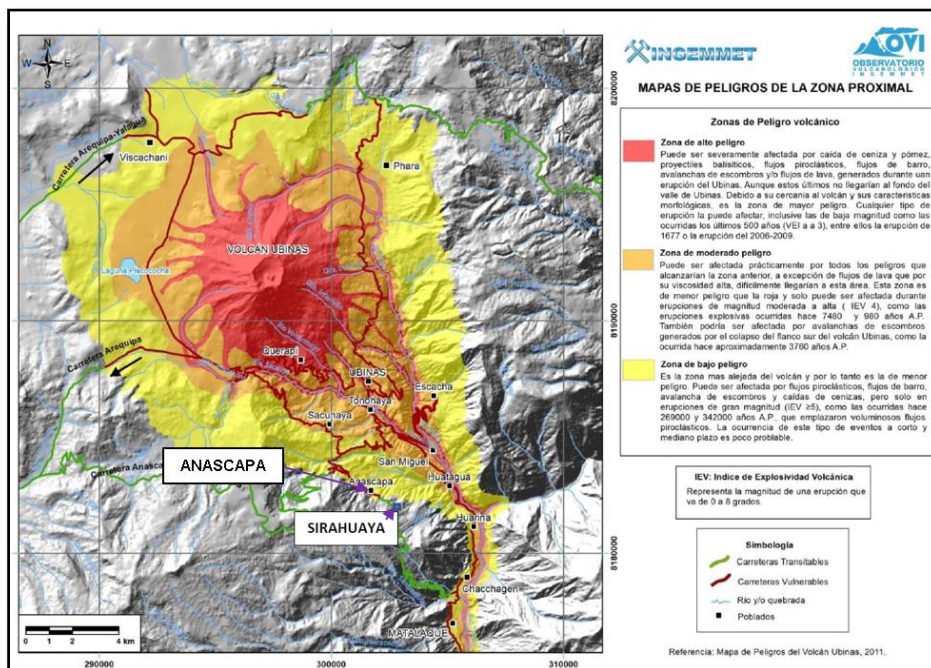 INGEMMET
OVI
OBSERVATORIO
VULCANOLÓGICO
INGEMMET
MAPAS DE PELIGROS DE LA ZONA PROXIMAL
Zonas de Peligro volcánico
Zona de alto peligro
Puede ser severamente afectada por caída de ceniza y pómez,
proyectiles balísiticos, flujos piroclásticos, flujos de barro,
avalanchas de escombros y/o flujos de lava, generados durante uan
erupción del Ubinas. Aunque estos últimos no llegarían al fondo del
valle de Ubinas. Debido a su cercania al volcán y sus características
morfológicas, es la zona de mayor peligro. Cualquier tipo de
erupción la puede afectar, inclusive las de baja magnitud como las
ocurridas los últimos 500 años (VEI a a 3), entre ellos la erupción de
1677 o la erupción del 2006-2009.
Zona de moderado peligro
Puede ser afectada prácticamente por todos los peligros que
alcanzarían la zona anterior, a excepción de flujos de lava que por
su viscosidad alta, difícilmente llegarían a esta área. Esta zona es
de menor peligro que la roja y solo puede ser afectada durante
erupciones de magnitud moderada a alta ( IEV 4), como las
erupciones explosivas ocurridas hace 7480 y 980 años A.P.
También podría ser afectada por avalanchas de escombros
generados por el colapso del flanco sur del volcán Ubinas, como la
ocurrida hace aproximadamente 3760 años A.P.
Zona de bajo peligro
Es la zona mas alejada del volcán y por lo tanto es la de menor
peligro. Puede ser afectada por flujos piroclásticos, flujos de barro,
avalancha de escombros y caídas de cenizas, pero solo en
erupciones de gran magnitud (IEV ≥5), como las ocurridas hace
269000 y 342000 años A.P., que emplazaron voluminosos flujos
piroclásticos. La ocurrencia de este tipo de eventos a corto y
mediano plazo es poco problable.
IEV: Indice de Explosividad Volcánica
Representa la magnitud de una erupción que
va de 0 a 8 grados.
Simbología
Carreteras Transitables
Carreteras Vulnerables
Río y/o quebrada
Poblados
Referencia: Mapa de Peligros del Volcán Ubinas, 2011.
N
W E
S
Carretera Arequipa-Yalagua
Viscachani
Phara
VOLCAN UBINAS
Laguna Piscococha
Carretera Arequipa
Querapi
UBINAS
Escacha
Tonohaya
Sacuhaya
San Miguel
Huatagua
Carretera Anascapa
ANASCAPA
Anascapa
SIRAHUAYA
Huarina
Chacchagen
MATALAQUE
0 1 2 4 km
290000
300000
310000
8200000
8190000
8180000